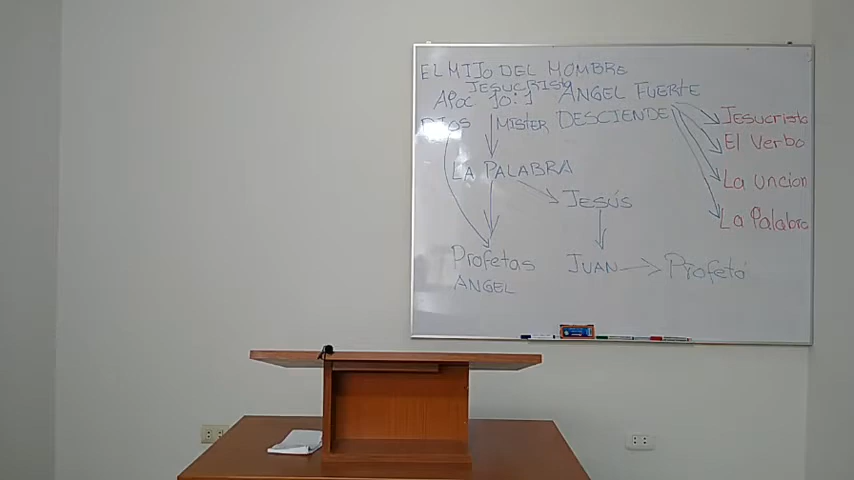 EL HIJO DEL HOMBRE
JESUCRISTO
APOC 10:1 ANGEL FUERTE
DIOS MISTER DESCIENDE
Jesucristo
El Verbo
LA PALABRA
La Uncion
JESÚS
La Palabra
Profetas
JUAN Profeta
ANGEL